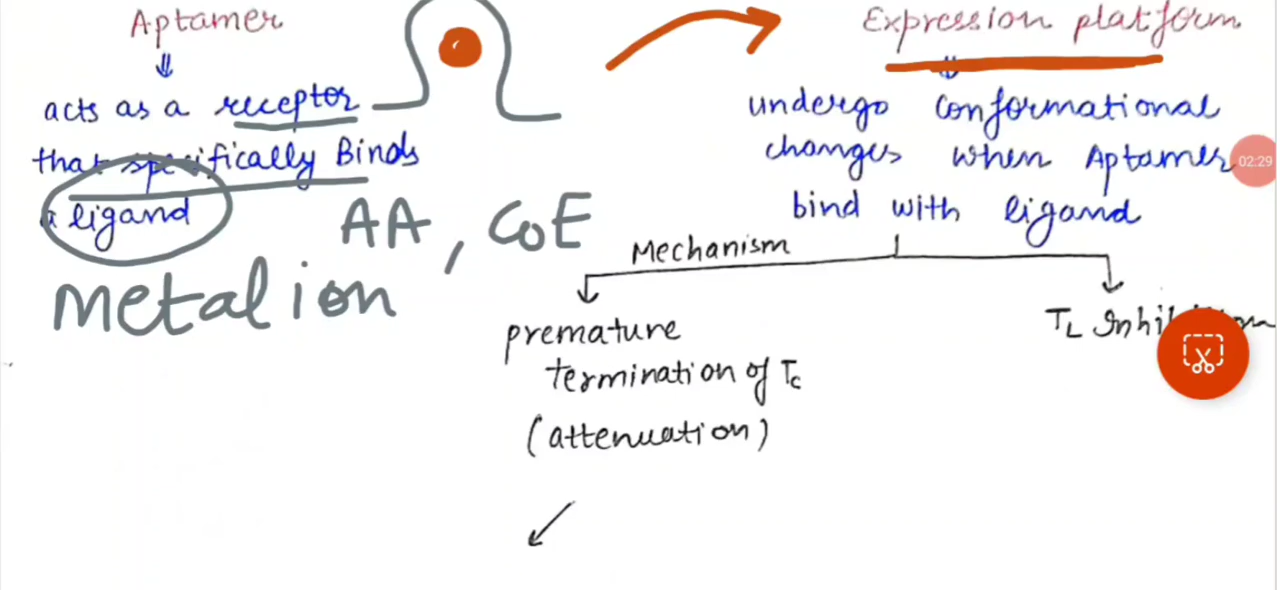 Aptamer
acts as a receptor
that specifically Binds
a ligand
AA, COE
metal ion
Expression platform
undergo conformational
changes when Aptamer
bind with ligand
02:29
Mechanism
premature
termination of Tc
(attenuation)
TL Inhibition